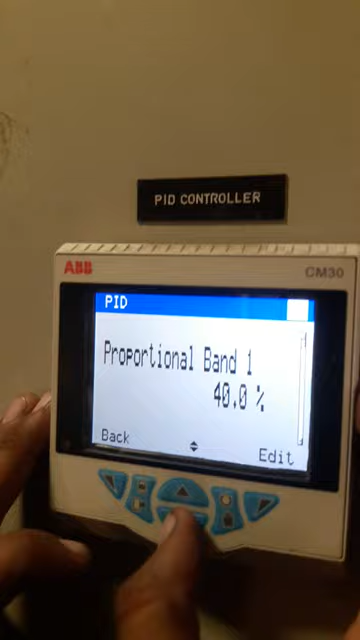 PID CONTROLLER
ABB
CM30
PID
Proportional Band 1
40.0 %
Back
Edit